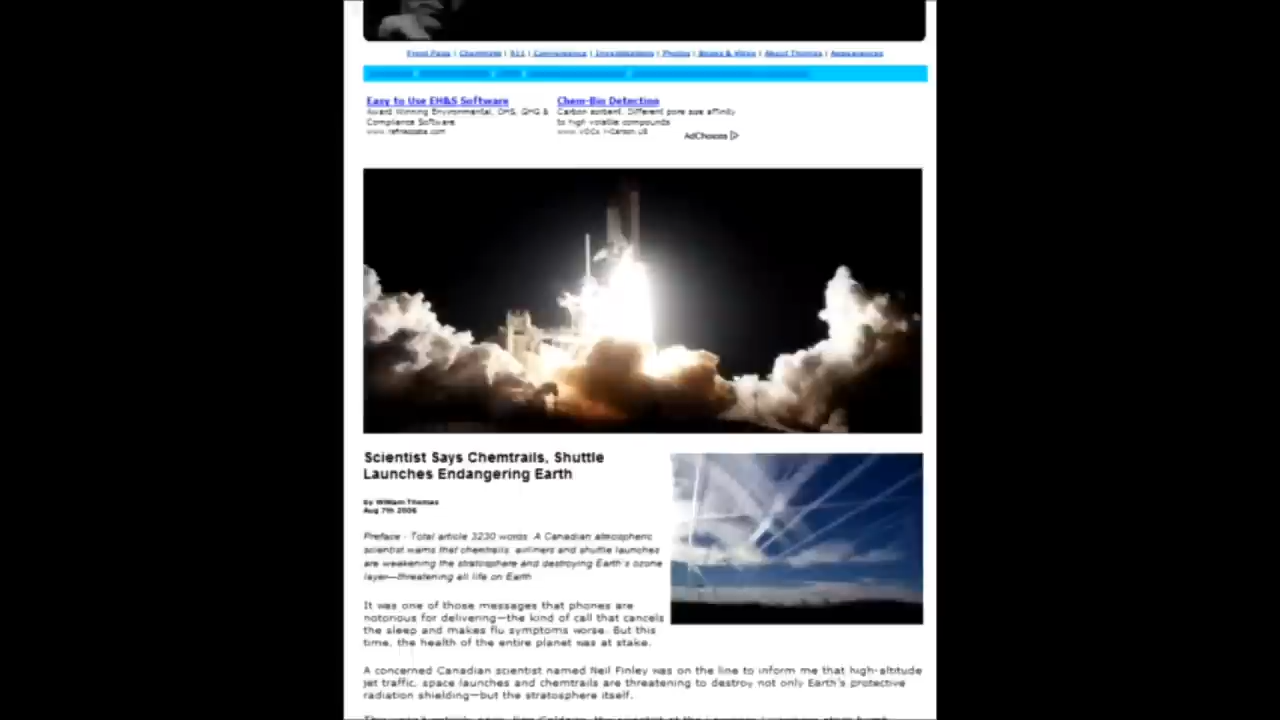 Front Page | Chemtrails | 911 | Convergence | Investigations | Photos | Books & Video | About Thomas | Appearances
Easy to Use EH&S Software
Award Winning Environmental, OHS, GHG &
Compliance Software
Chem-Bio Detection
Carbon sorbent. Different pore size affinity
to high volatile compounds
AdChoices
Scientist Says Chemtrails, Shuttle
Launches Endangering Earth
by William Thomas
Aug 7th 2006
Preface - Total article 3230 words. A Canadian atmospheric
scientist warns that chemtrails, airliners and shuttle launches
are weakening the stratosphere and destroying Earth's ozone
layer—threatening all life on Earth
It was one of those messages that phones are
notorious for delivering—the kind of call that cancels
the sleep and makes flu symptoms worse. But this
time, the health of the entire planet was at stake.
A concerned Canadian scientist named Neil Finley was on the line to inform me that high-altitude
jet traffic, space launches and chemtrails are threatening to destroy not only Earth's protective
radiation shielding—but the stratosphere itself.